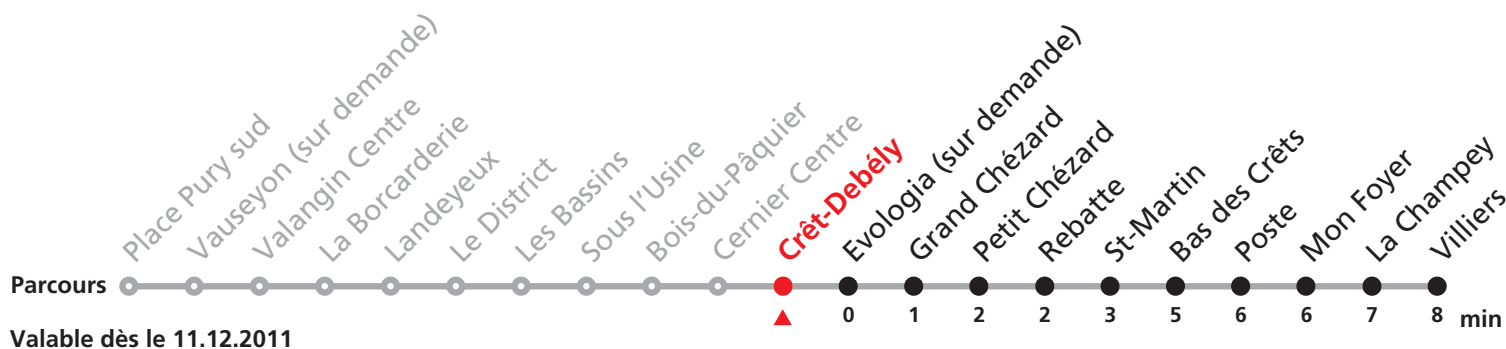 Place Pury sud
Vauseyon (sur demande)
Valangin Centre
La Borcarderie
Landeyeux
Le District
Les Bassins
Sous l'Usine
Bois-du-Pâquier
Cernier Centre
Crêt-Debély
Evologia (sur demande)
Grand Chézard
Petit Chézard
Rebatte
St-Martin
Bas des Crêts
Poste
Mon Foyer
La Champey
Villiers
Parcours
0 1 2 2 3 5 6 6 7 8 min
Valable dès le 11.12.2011